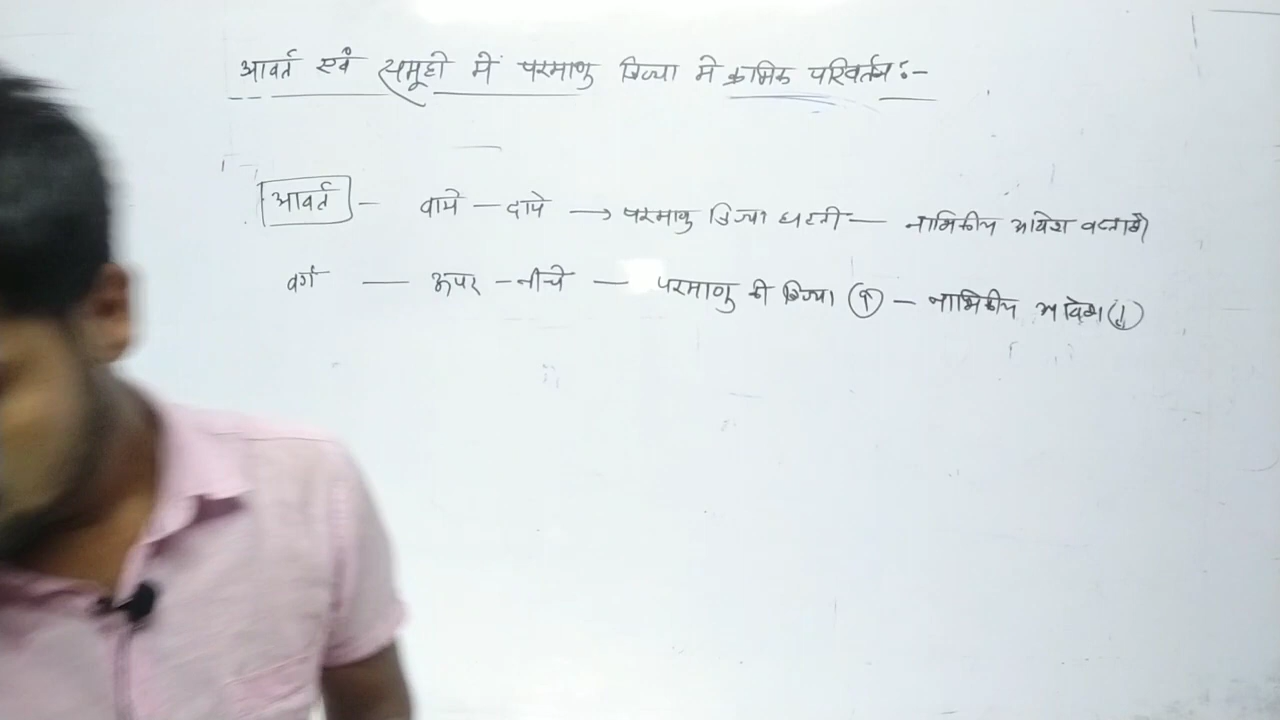 आवर्त एवं समूहो में परमाणु त्रिज्या मे क्रमिक परिवर्तन :-
आवर्त - वामे - दाये → परमाणु त्रिज्या घटती - नाभिकीय आवेश बढ़ता है
वर्ग - ऊपर - नीचे - परमाणु की त्रिज्या (↑) - नाभिकीय आवेश (↓)